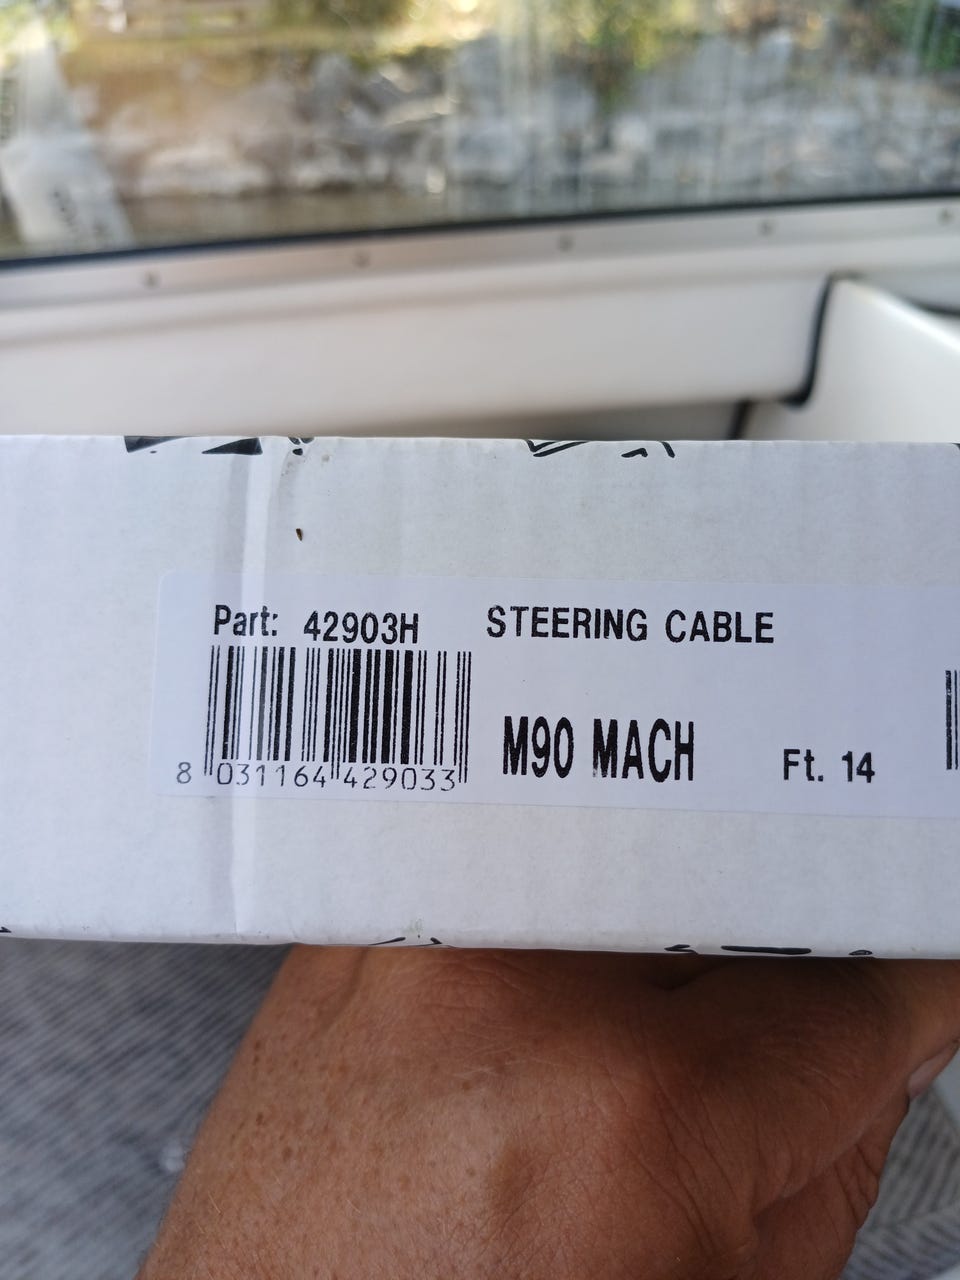 Part: 42903H STEERING CABLE
M90 MACH Ft. 14
8 031164 429033